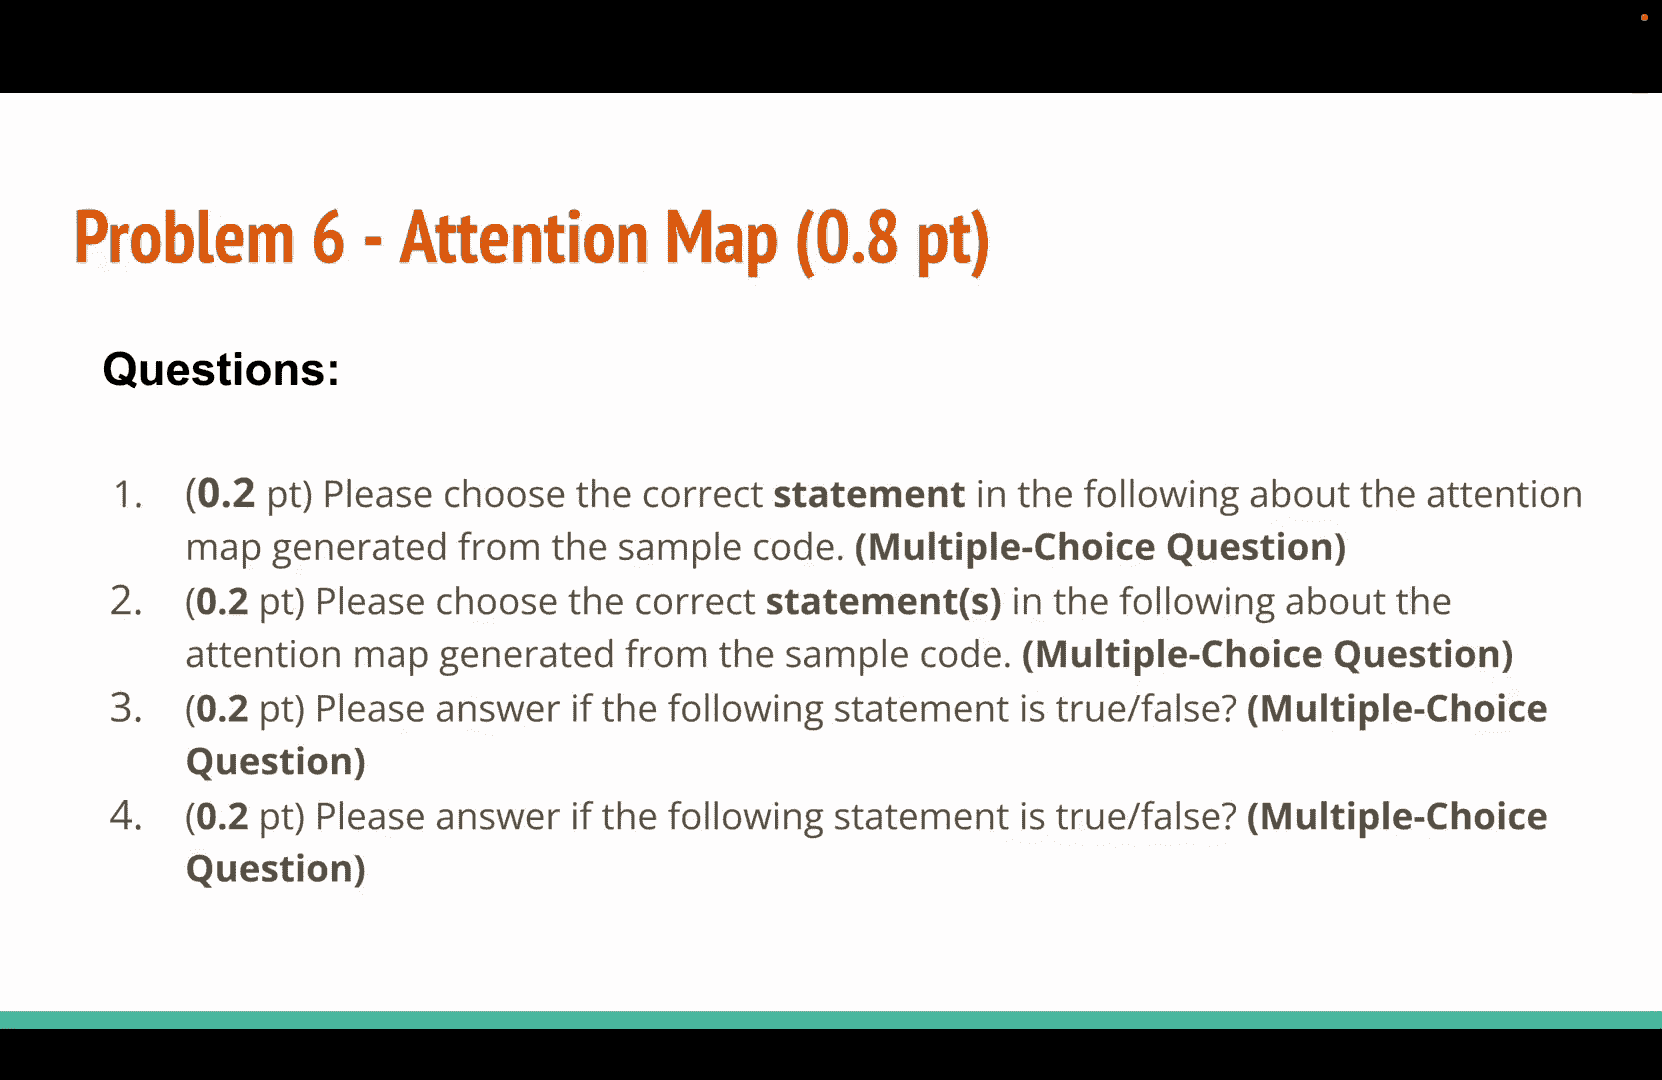 Problem 6 - Attention Map (0.8 pt)
Questions:
1. (0.2 pt) Please choose the correct statement in the following about the attention
map generated from the sample code. (Multiple-Choice Question)
2. (0.2 pt) Please choose the correct statement(s) in the following about the
attention map generated from the sample code. (Multiple-Choice Question)
3. (0.2 pt) Please answer if the following statement is true/false? (Multiple-Choice
Question)
4. (0.2 pt) Please answer if the following statement is true/false? (Multiple-Choice
Question)